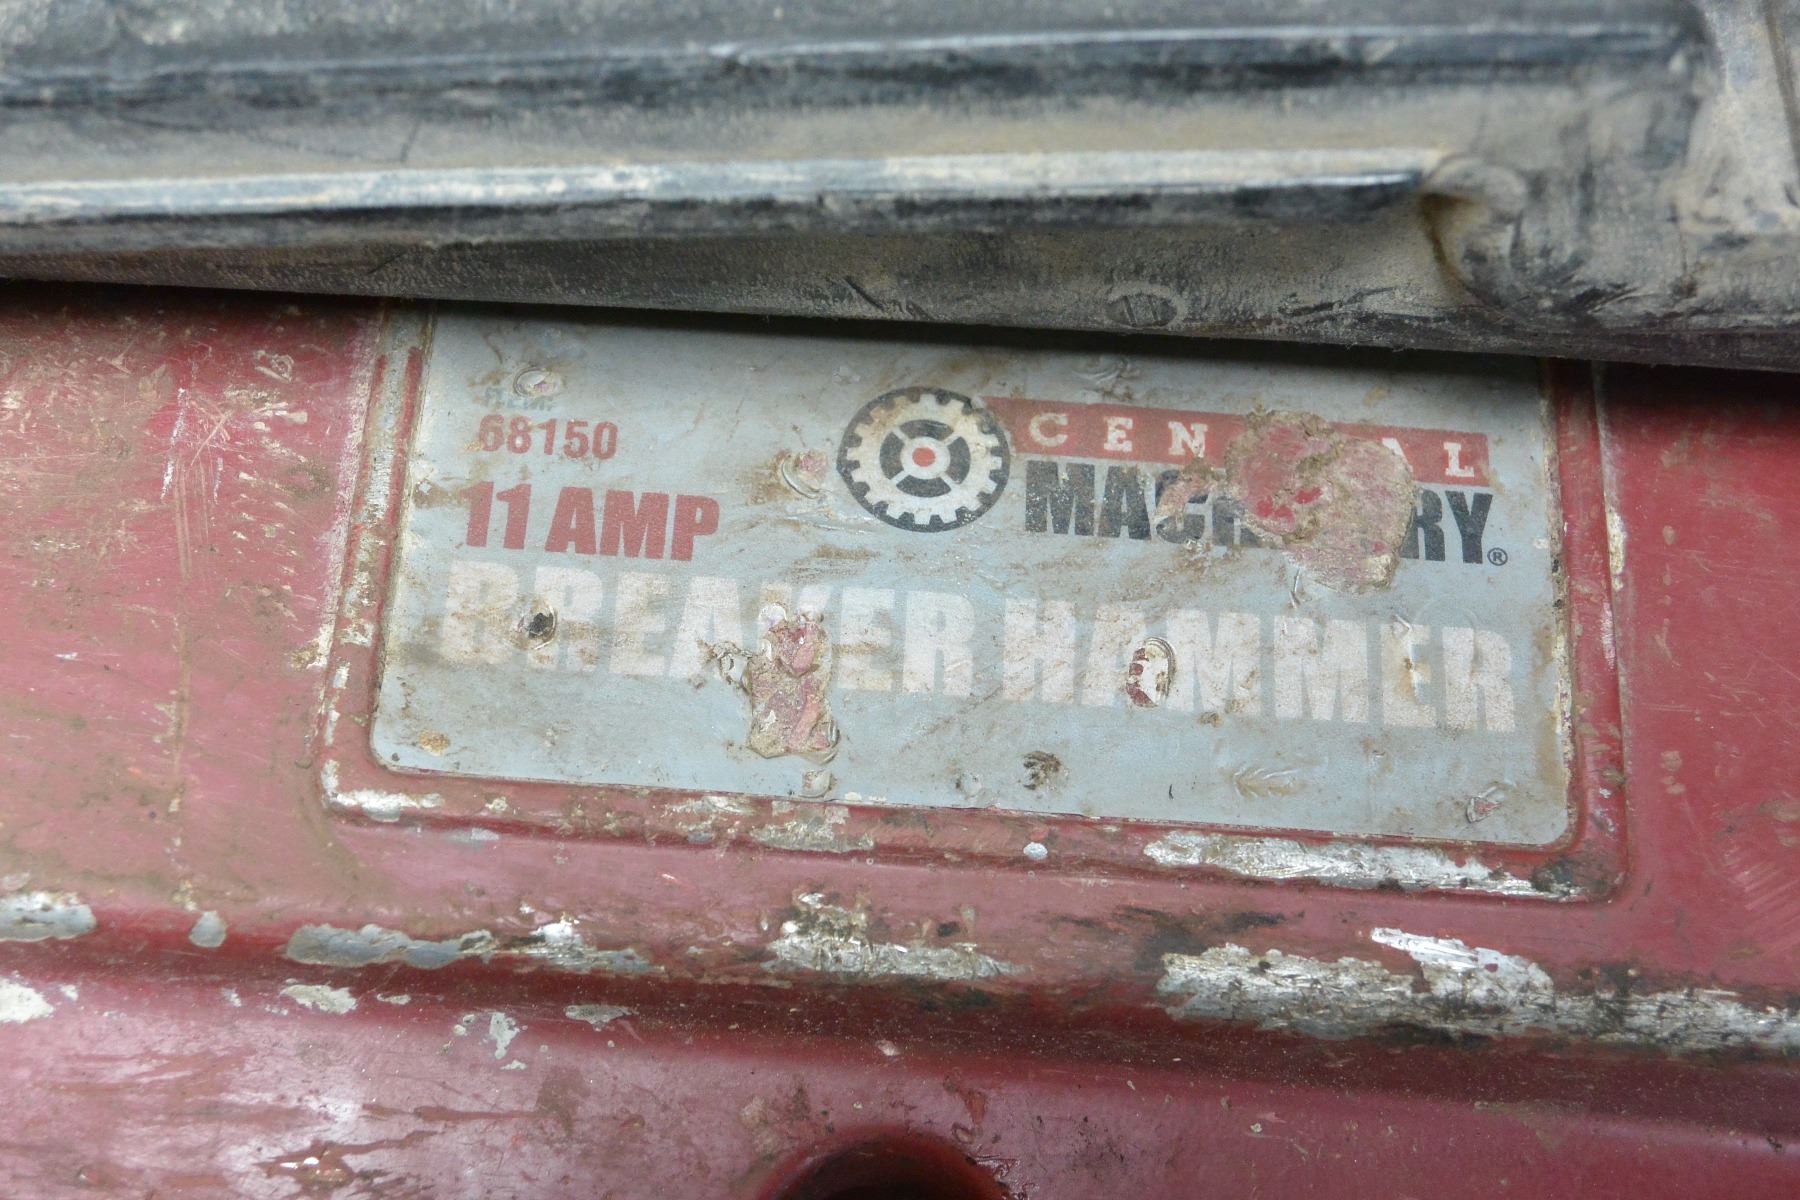 68150
11 AMP
CENTRAL
MACHINERY®
BREAKER HAMMER